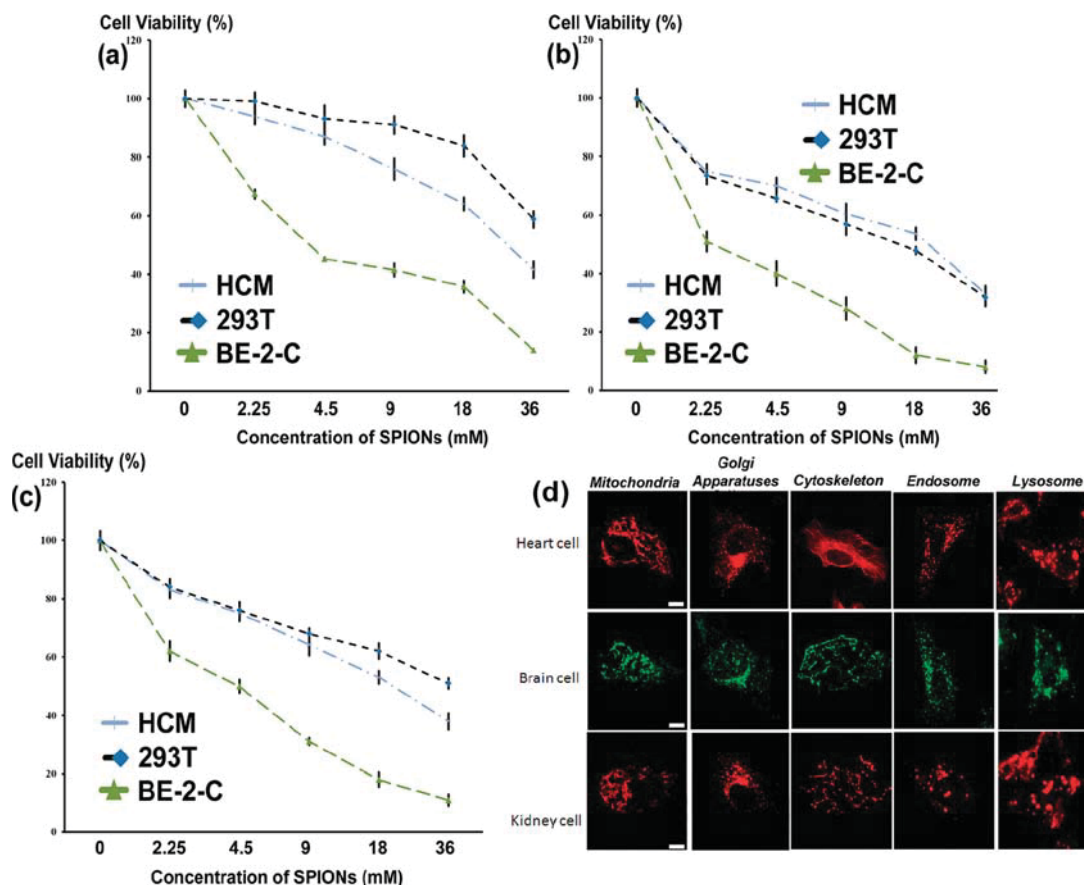 Cell Viability (%)
(a)
120
100
80
60
40
20
0
HCM
293T
BE-2-C
0 2.25 4.5 9 18 36
Concentration of SPIONs (mM)
Cell Viability (%)
(b)
120
100
80
60
40
20
0
HCM
293T
BE-2-C
0 2.25 4.5 9 18 36
Concentration of SPIONs (mM)
Cell Viability (%)
(c)
120
100
80
60
40
20
0
HCM
293T
BE-2-C
0 2.25 4.5 9 18 36
Concentration of SPIONs (mM)
(d)
Mitochondria Golgi Apparatuses Cytoskeleton Endosome Lysosome
Heart cell
Brain cell
Kidney cell